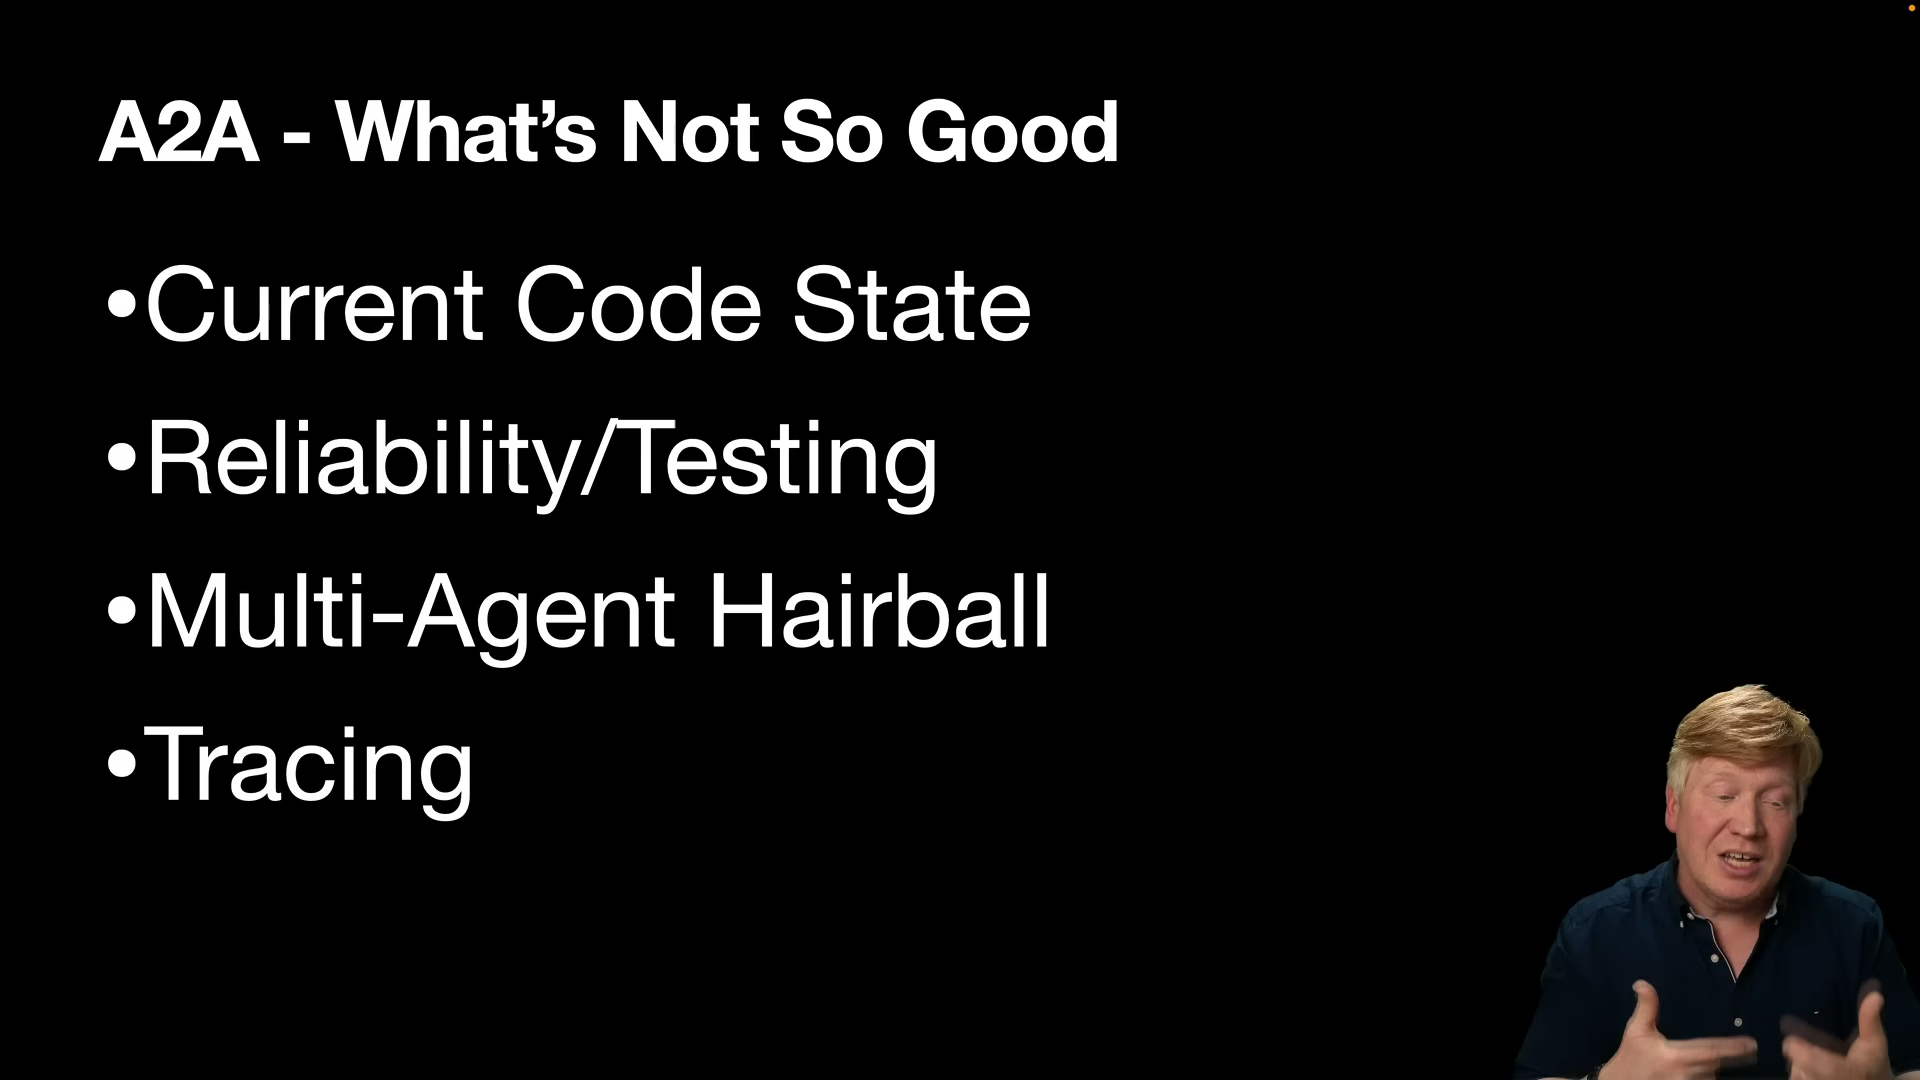 A2A - What’s Not So Good
•Current Code State
•Reliability/Testing
•Multi-Agent Hairball
•Tracing